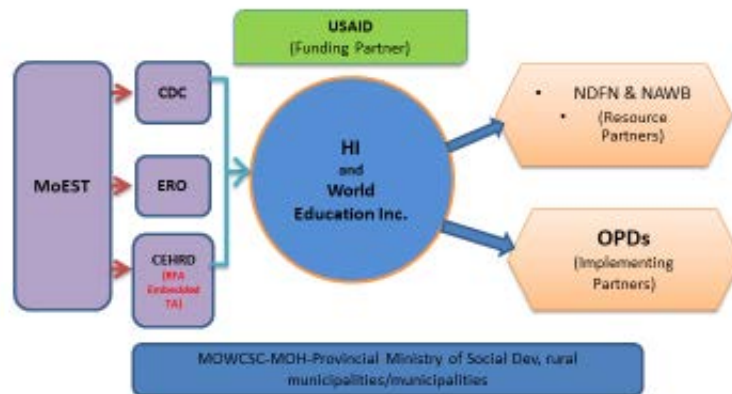 USAID
(Funding Partner)
MoEST
CDC
ERO
CEHRD
(RFA
Embedded
TA)
HI
and
World
Education Inc.
• NDFN & NAWB
• (Resource
Partners)
OPDs
(Implementing
Partners)
MOWCSC-MOH-Provincial Ministry of Social Dev, rural
municipalities/municipalities